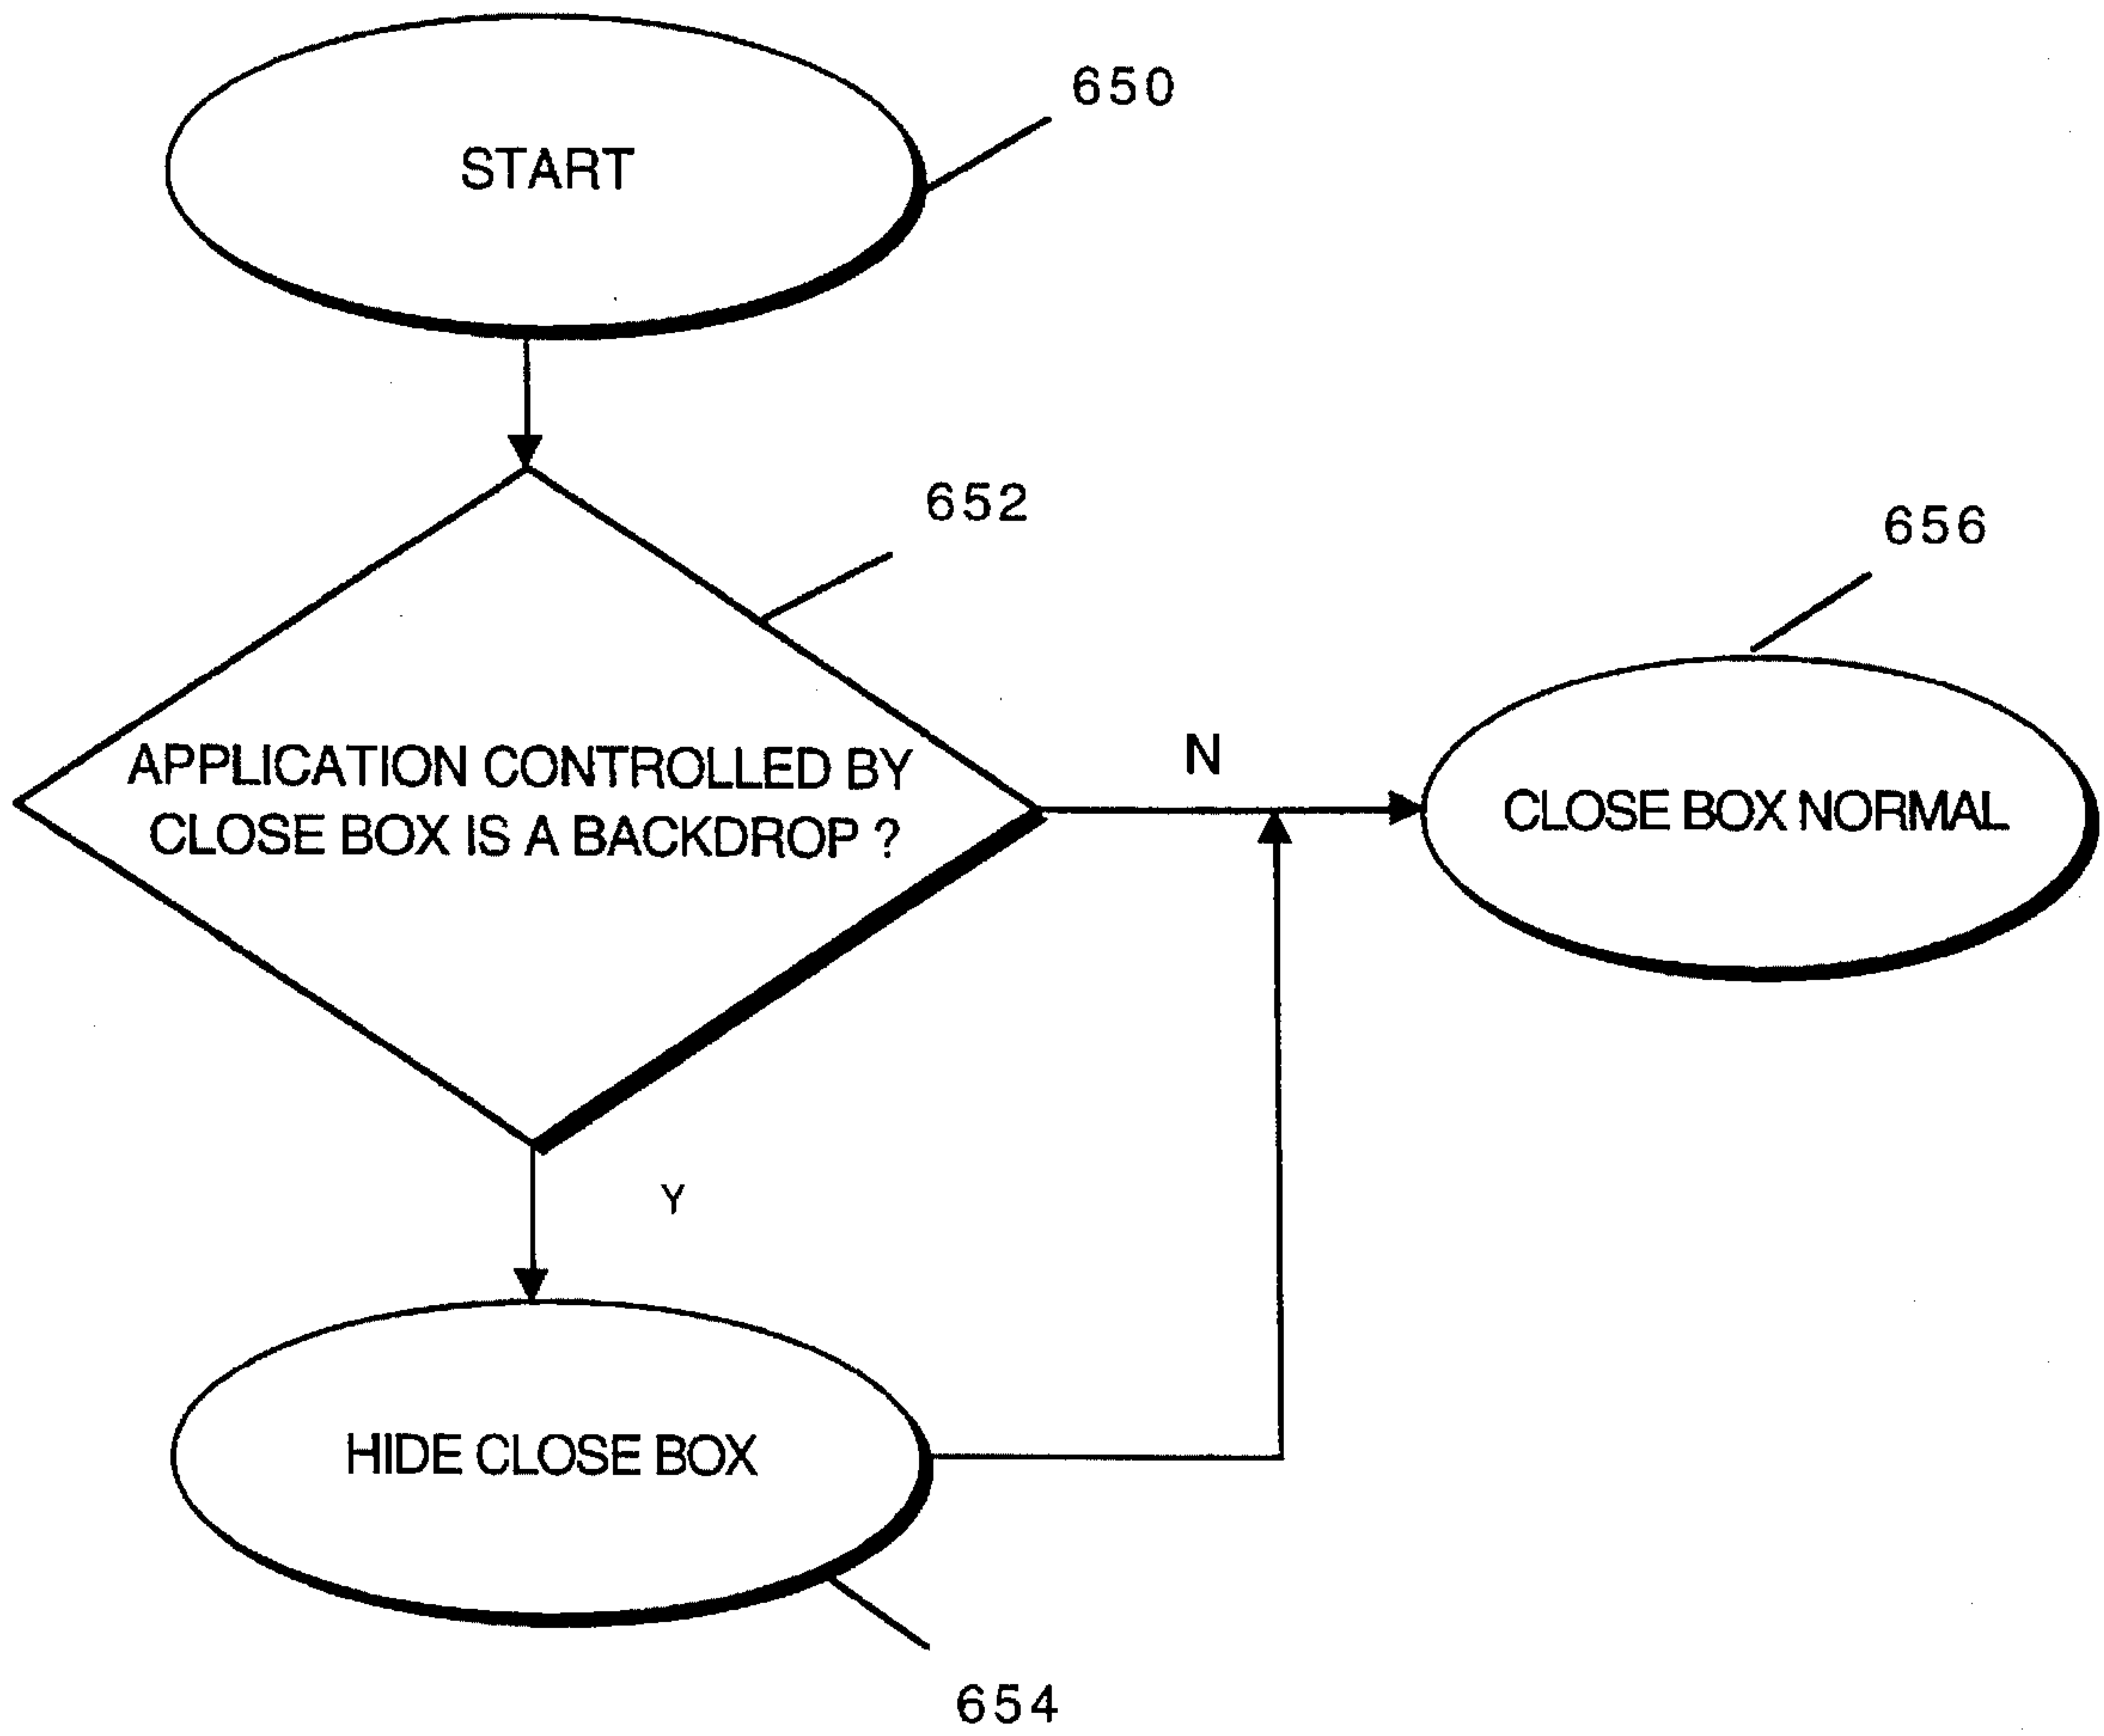 650
START
652
656
APPLICATION CONTROLLED BY
CLOSE BOX IS A BACKDROP ?
N
CLOSE BOX NORMAL
Y
HIDE CLOSE BOX
654